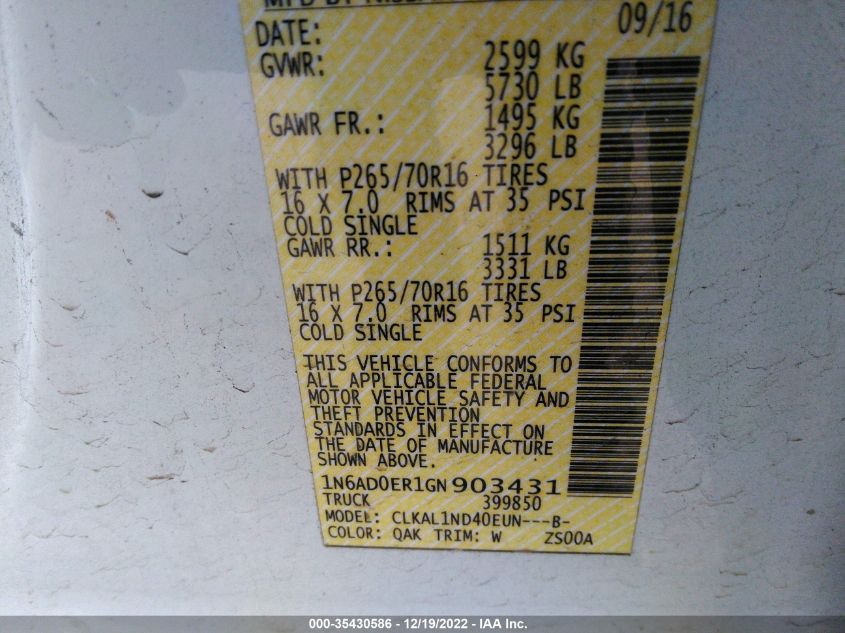 MFD BY
DATE: 09/16
GVWR: 2599 KG
5730 LB
GAWR FR.: 1495 KG
3296 LB
WITH P265/70R16 TIRES
16 X 7.0 RIMS AT 35 PSI
COLD SINGLE
GAWR RR.: 1511 KG
3331 LB
WITH P265/70R16 TIRES
16 X 7.0 RIMS AT 35 PSI
COLD SINGLE
THIS VEHICLE CONFORMS TO
ALL APPLICABLE FEDERAL
MOTOR VEHICLE SAFETY AND
THEFT PREVENTION
STANDARDS IN EFFECT ON
THE DATE OF MANUFACTURE
SHOWN ABOVE.
1N6AD0ER1GN903431
TRUCK 399850
MODEL: CLKAL1ND40EUN---B-
COLOR: QAK TRIM: W ZS00A
000-35430586 - 12/19/2022 - IAA Inc.